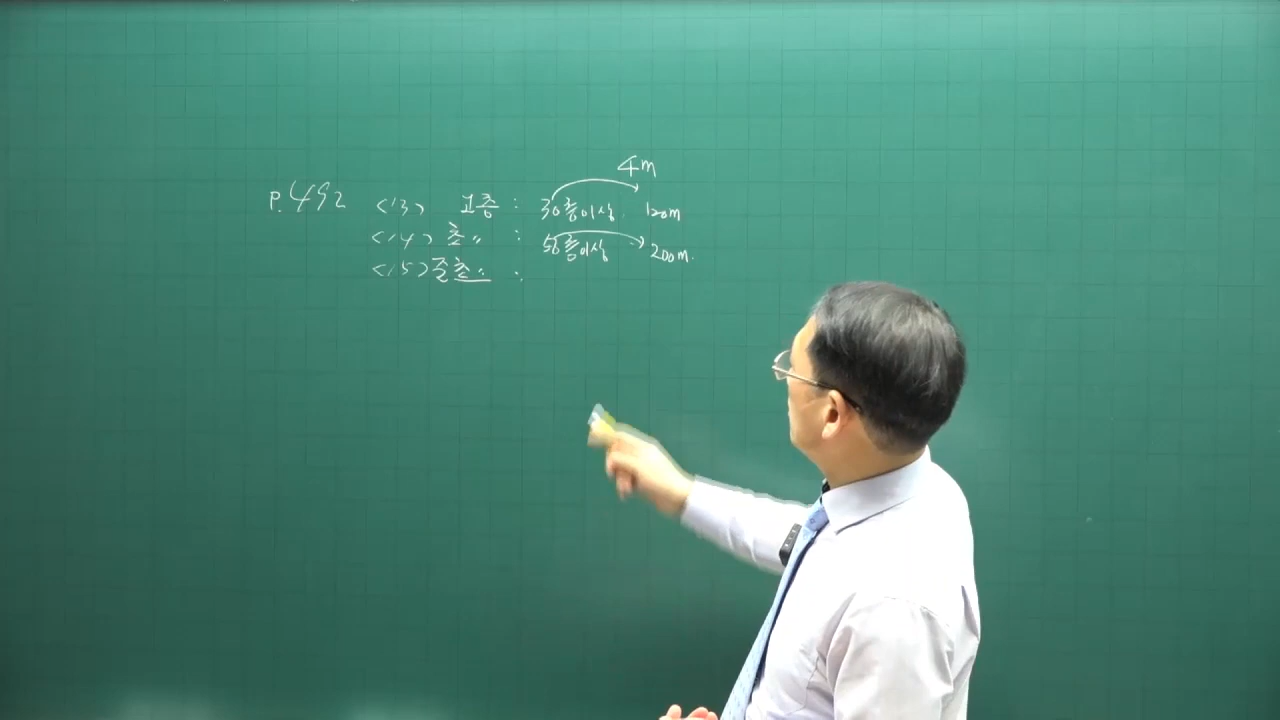 4m
P.492 <13> 고층 : 30층이상. 120m
<14> 초〃 : 50층이상 200m.
<15> 준초〃 :